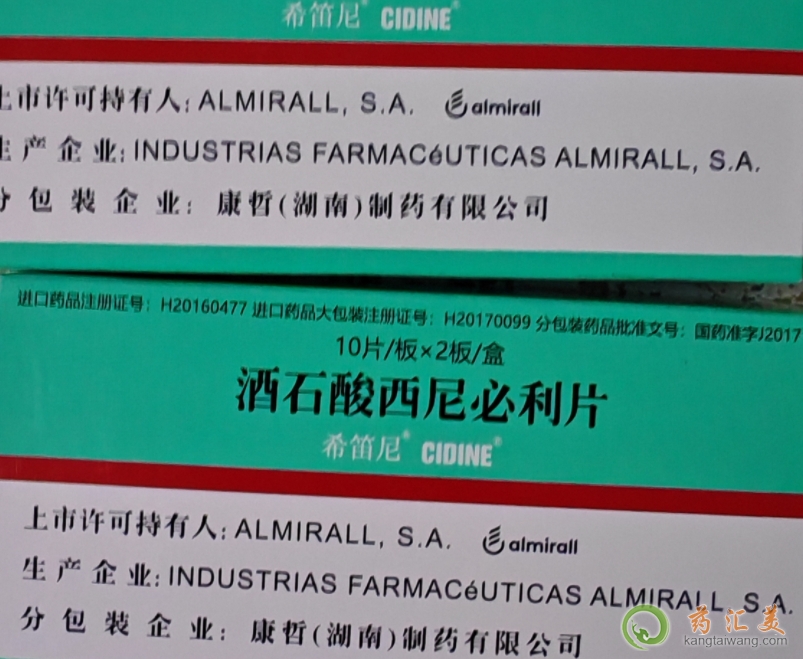 希笛尼® CIDINE®
上市许可持有人: ALMIRALL, S.A. almirall
生产企业: INDUSTRIAS FARMACéUTICAS ALMIRALL, S.A.
分包装企业: 康哲(湖南)制药有限公司
进口药品注册证号: H20160477 进口药品大包装注册证号: H20170099 分包装药品批准文号: 国药准字J2017
10片/板×2板/盒
酒石酸西尼必利片
希笛尼® CIDINE®
上市许可持有人: ALMIRALL, S.A. almirall
生产企业: INDUSTRIAS FARMACéUTICAS ALMIRALL, S.A.
分包装企业: 康哲(湖南)制药有限公司
药汇美
kangtaiwang.com